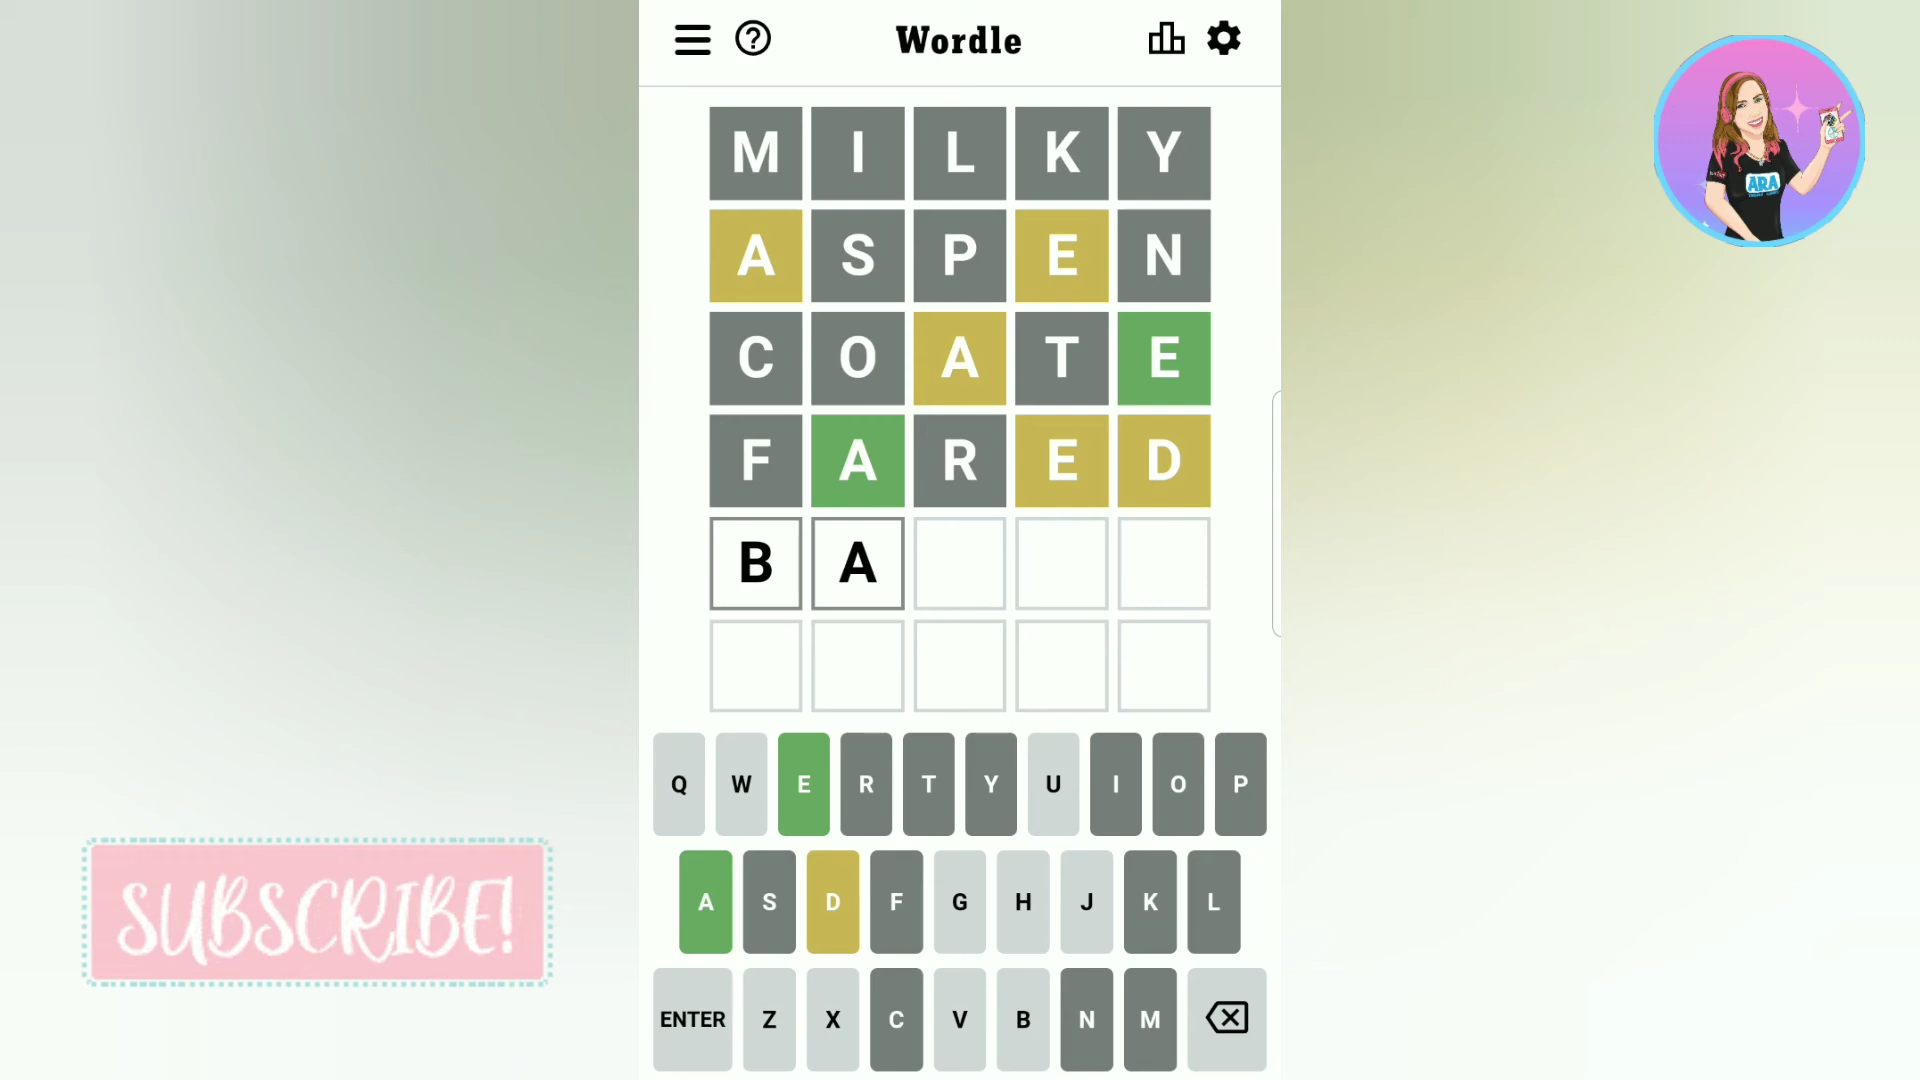 Wordle
M I L K Y
A S P E N
C O A T E
F A R E D
B A
Q W E R T Y U I O P
A S D F G H J K L
ENTER Z X C V B N M
ARA
SUBSCRIBE!